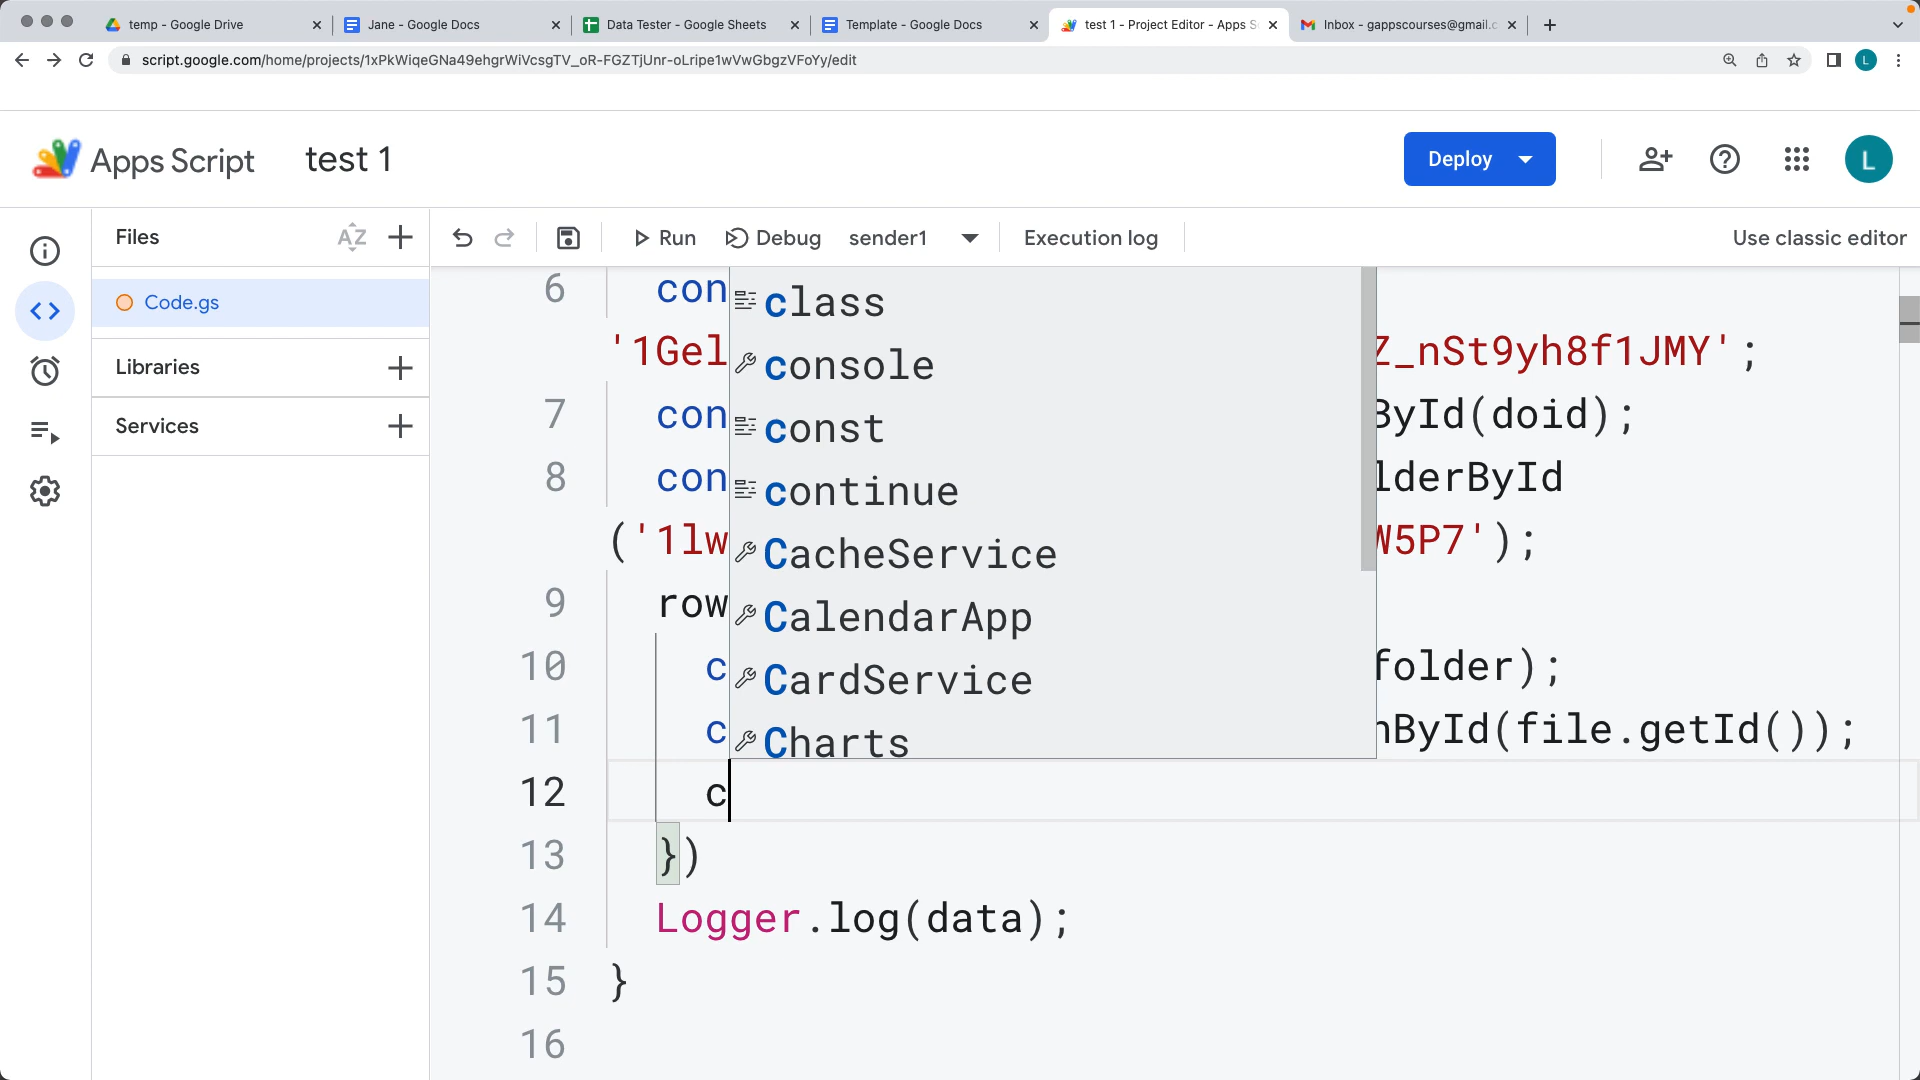 temp - Google Drive
Jane - Google Docs
Data Tester - Google Sheets
Template - Google Docs
test 1 - Project Editor - Apps S
Inbox - gappscourses@gmail.c
script.google.com/home/projects/1xPkWiqeGNa49ehgrWiVcsgTV_oR-FGZTjUnr-oLripe1wVwGbgzVFoYy/edit
L
Apps Script
test 1
Deploy
L
Files
AZ
Run
Debug
sender1
Execution log
Use classic editor
Code.gs
Libraries
Services
6 con
'1Gel Z_nSt9yh8f1JMY';
7 con ById(doid);
8 con lderById
('1lw W5P7');
9 row
10 c folder);
11 c nById(file.getId());
12 c
13 })
14 Logger.log(data);
15 }
16
class
console
const
continue
CacheService
CalendarApp
CardService
Charts